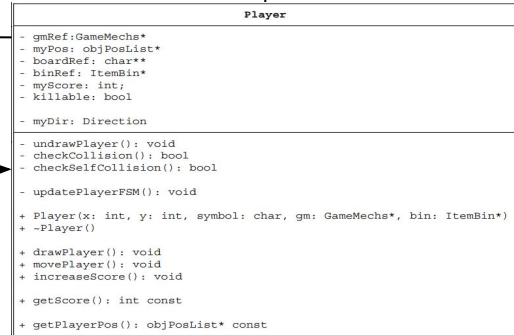 Player
- gmRef:GameMechs*
- myPos: objPosList*
- boardRef: char**
- binRef: ItemBin*
- myScore: int;
- killable: bool
- myDir: Direction
- undrawPlayer(): void
- checkCollision(): bool
- checkSelfCollision(): bool
- updatePlayerFSM(): void
+ Player(x: int, y: int, symbol: char, gm: GameMechs*, bin: ItemBin*)
+ ~Player()
+ drawPlayer(): void
+ movePlayer(): void
+ increaseScore(): void
+ getScore(): int const
+ getPlayerPos(): objPosList* const